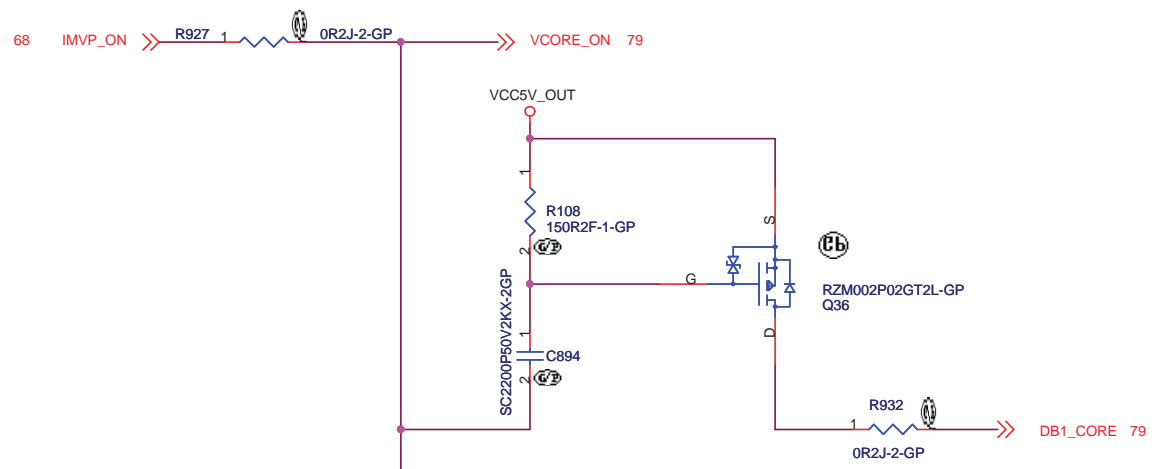 68 IMVP_ON R927 1 0R2J-2-GP VCORE_ON 79
VCC5V_OUT
1
R108
150R2F-1-GP
2 G/P
S
Cb
G
RZM002P02GT2L-GP
Q36
SC2200P50V2KX-2GP
1
C894
2 G/P
D
R932
1
DB1_CORE 79
0R2J-2-GP